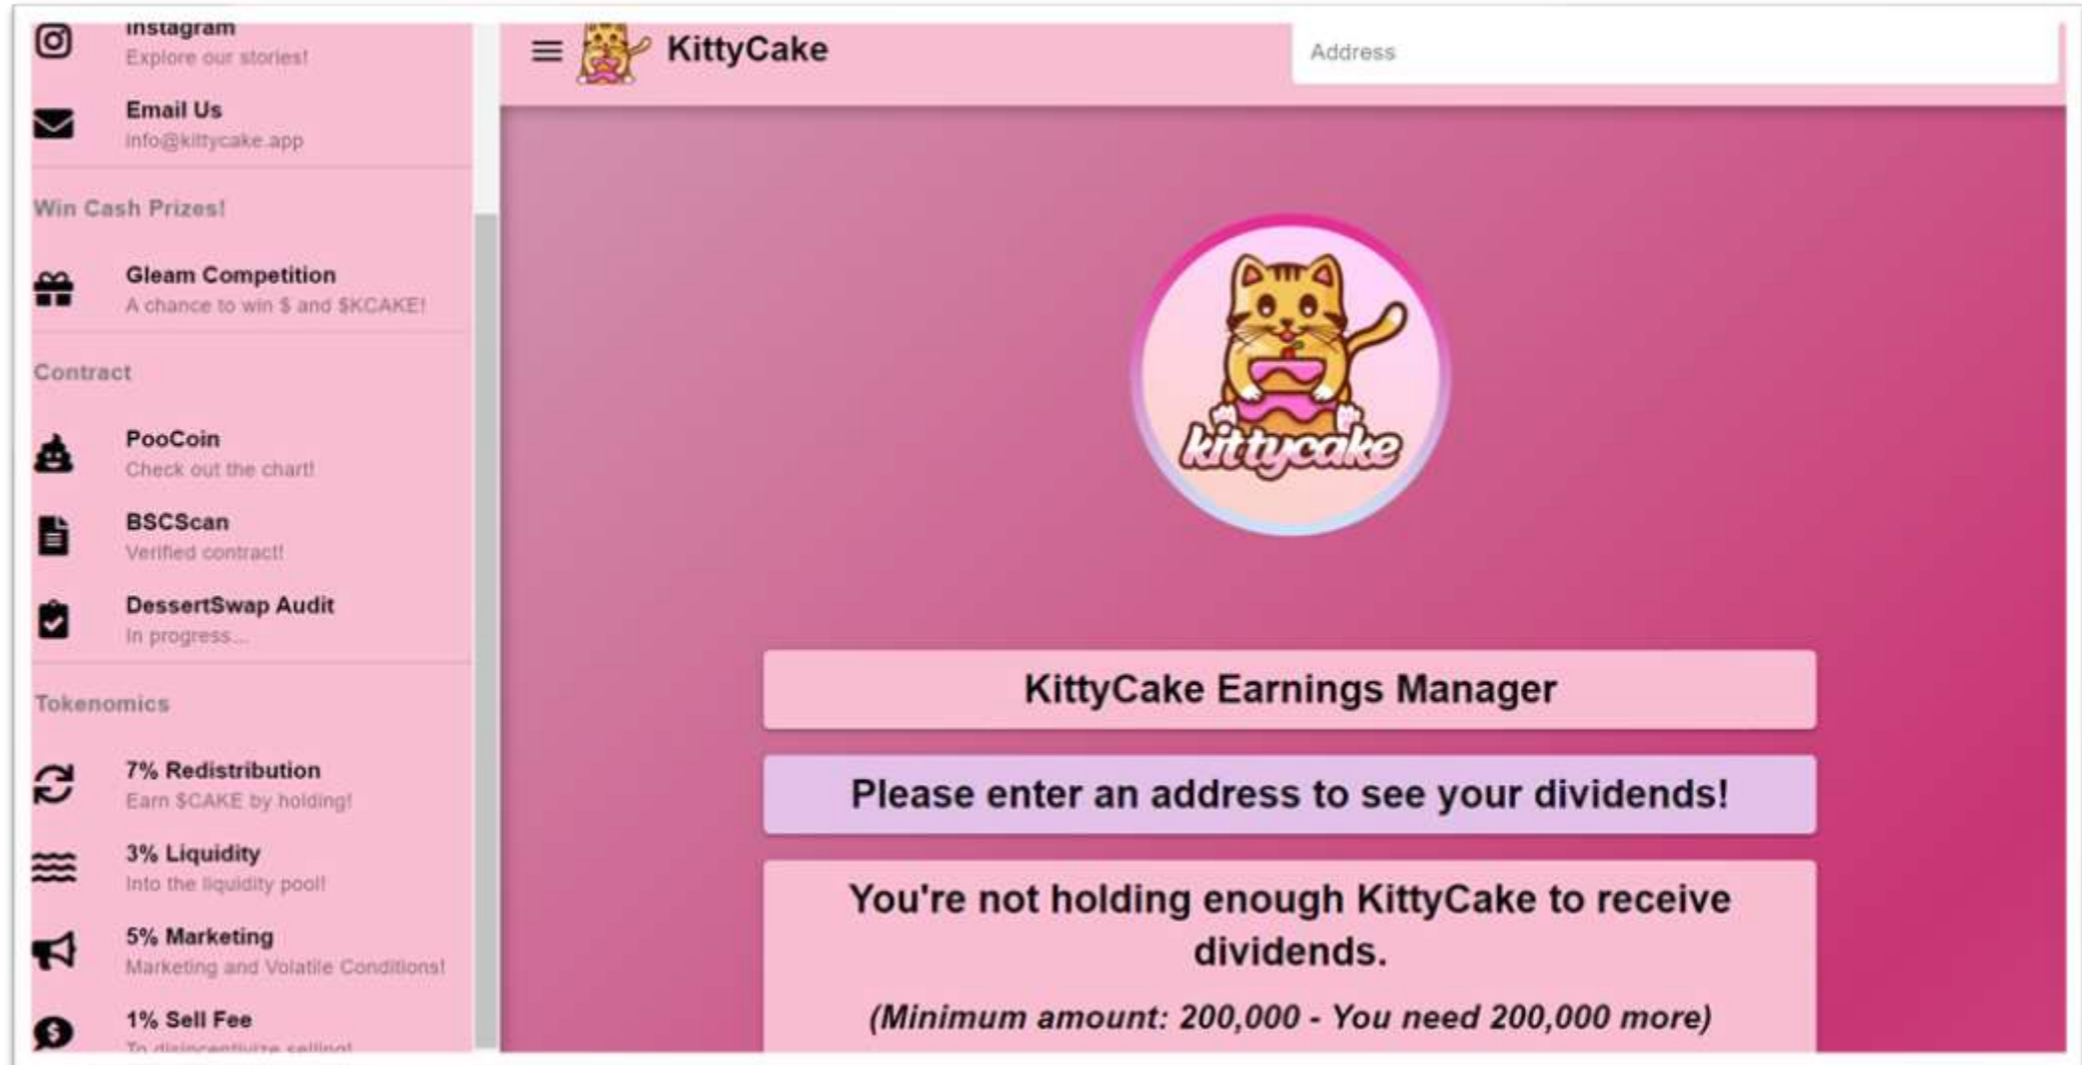 Instagram
Explore our stories!
Email Us
info@kittycake.app
Win Cash Prizes!
Gleam Competition
A chance to win $ and $KCAKE!
Contract
PooCoin
Check out the chart!
BSCScan
Verified contract!
DessertSwap Audit
In progress...
Tokenomics
7% Redistribution
Earn $CAKE by holding!
3% Liquidity
Into the liquidity pool!
5% Marketing
Marketing and Volatile Conditions!
1% Sell Fee
To disincentivize selling!
KittyCake
Address
kittycake
KittyCake Earnings Manager
Please enter an address to see your dividends!
You're not holding enough KittyCake to receive
dividends.
(Minimum amount: 200,000 - You need 200,000 more)